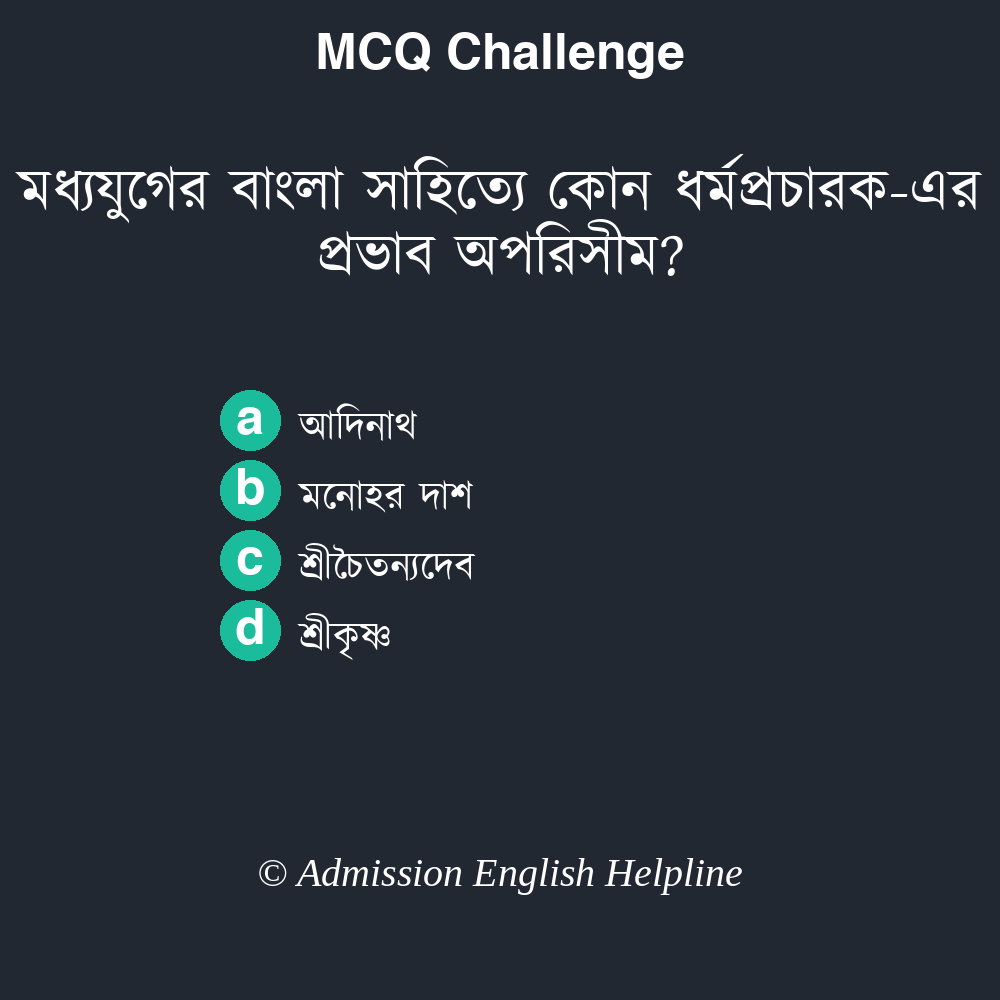 MCQ Challenge
মধ্যযুগের বাংলা সাহিত্যে কোন ধর্মপ্রচারক-এর
প্রভাব অপরিসীম?
a আদিনাথ
b মনোহর দাশ
c শ্রীচৈতন্যদেব
d শ্রীকৃষ্ণ
© Admission English Helpline